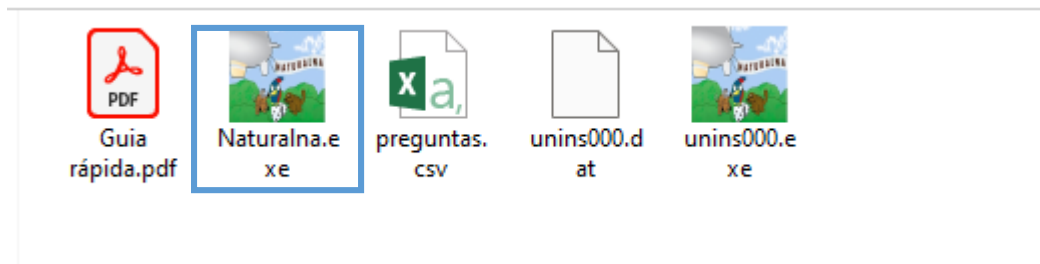 PDF
NATURALNA
NATURALNA
X a,
Guia
rápida.pdf
Naturalna.e
xe
preguntas.
csv
unins000.d
at
unins000.e
xe